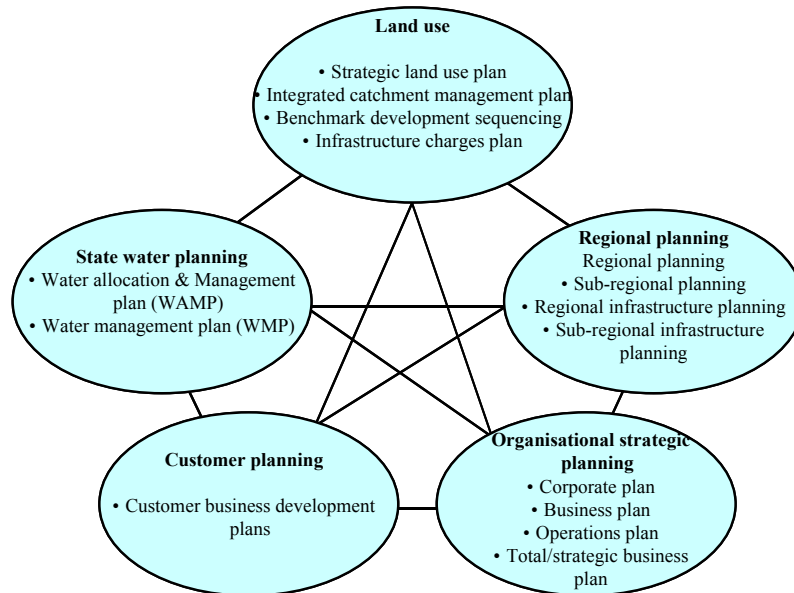 Land use
• Strategic land use plan
• Integrated catchment management plan
• Benchmark development sequencing
• Infrastructure charges plan
State water planning
• Water allocation & Management
plan (WAMP)
• Water management plan (WMP)
Regional planning
Regional planning
• Sub-regional planning
• Regional infrastructure planning
• Sub-regional infrastructure
planning
Customer planning
• Customer business development
plans
Organisational strategic
planning
• Corporate plan
• Business plan
• Operations plan
• Total/strategic business
plan